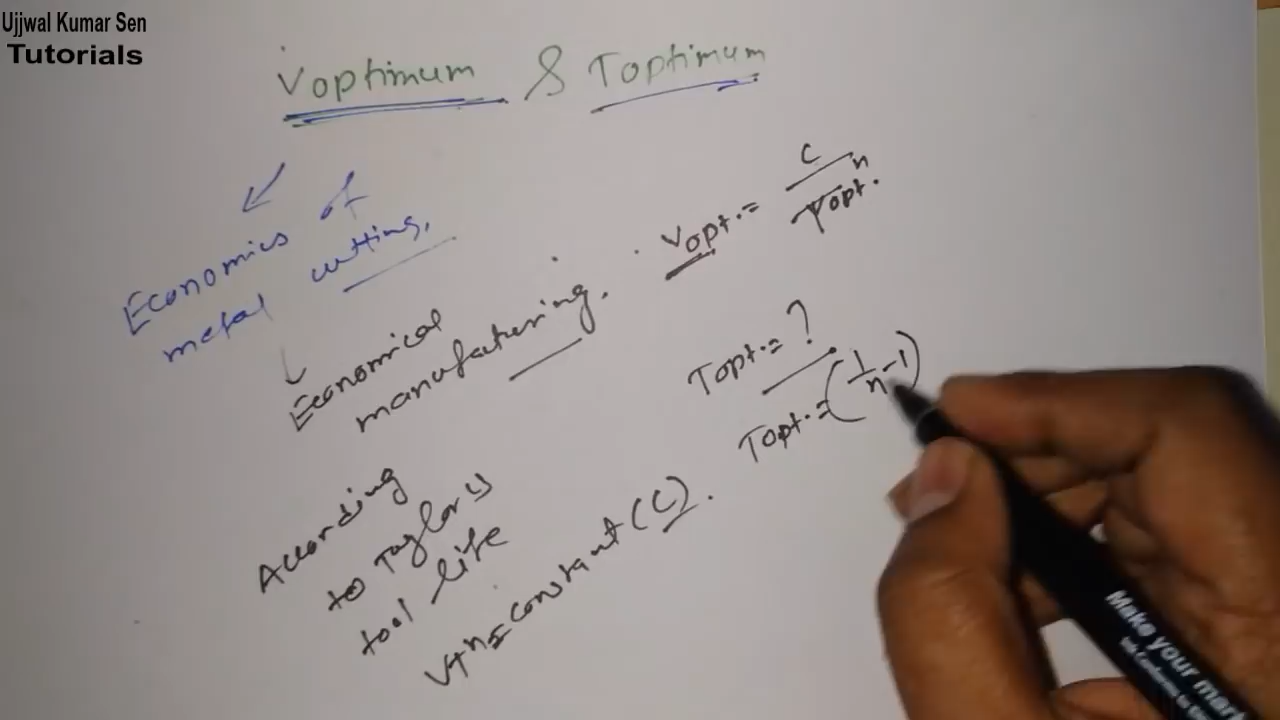 Ujjwal Kumar Sen
Tutorials
Voptimum & Toptimum
Economics of
metal cutting.
Economical
manufacturing.
Vopt. = C / Topt.^n
Topt. = ?
Topt. = (1/n - 1)
According
to Taylors
tool life
VTn = constant (C).
Make your mark